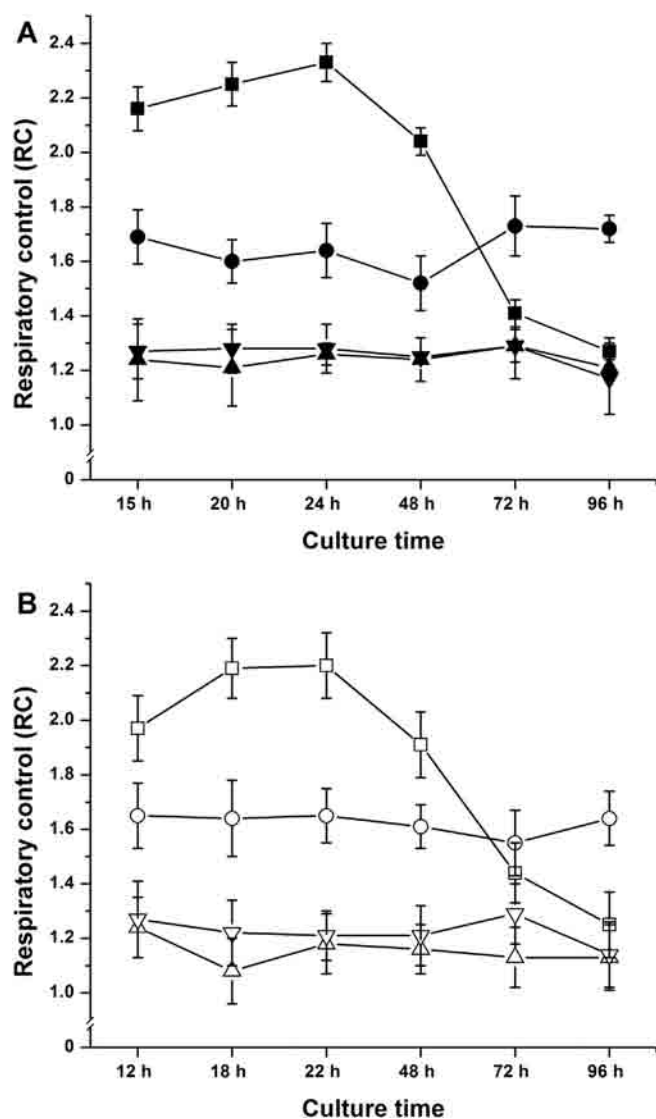 A
Respiratory control (RC)
2.4
2.2
2.0
1.8
1.6
1.4
1.2
1.0
0
15 h 20 h 24 h 48 h 72 h 96 h
Culture time
B
Respiratory control (RC)
2.4
2.2
2.0
1.8
1.6
1.4
1.2
1.0
0
12 h 18 h 22 h 48 h 72 h 96 h
Culture time